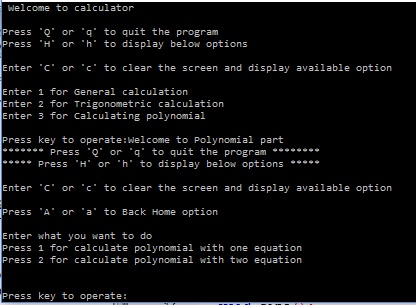 Welcome to calculator
Press 'Q' or 'q' to quit the program
Press 'H' or 'h' to display below options
Enter 'C' or 'c' to clear the screen and display available option
Enter 1 for General calculation
Enter 2 for Trigonometric calculation
Enter 3 for Calculating polynomial
Press key to operate:Welcome to Polynomial part
******* Press 'Q' or 'q' to quit the program ********
***** Press 'H' or 'h' to display below options *****
Enter 'C' or 'c' to clear the screen and display available option
Press 'A' or 'a' to Back Home option
Enter what you want to do
Press 1 for calculate polynomial with one equation
Press 2 for calculate polynomial with two equation
Press key to operate: